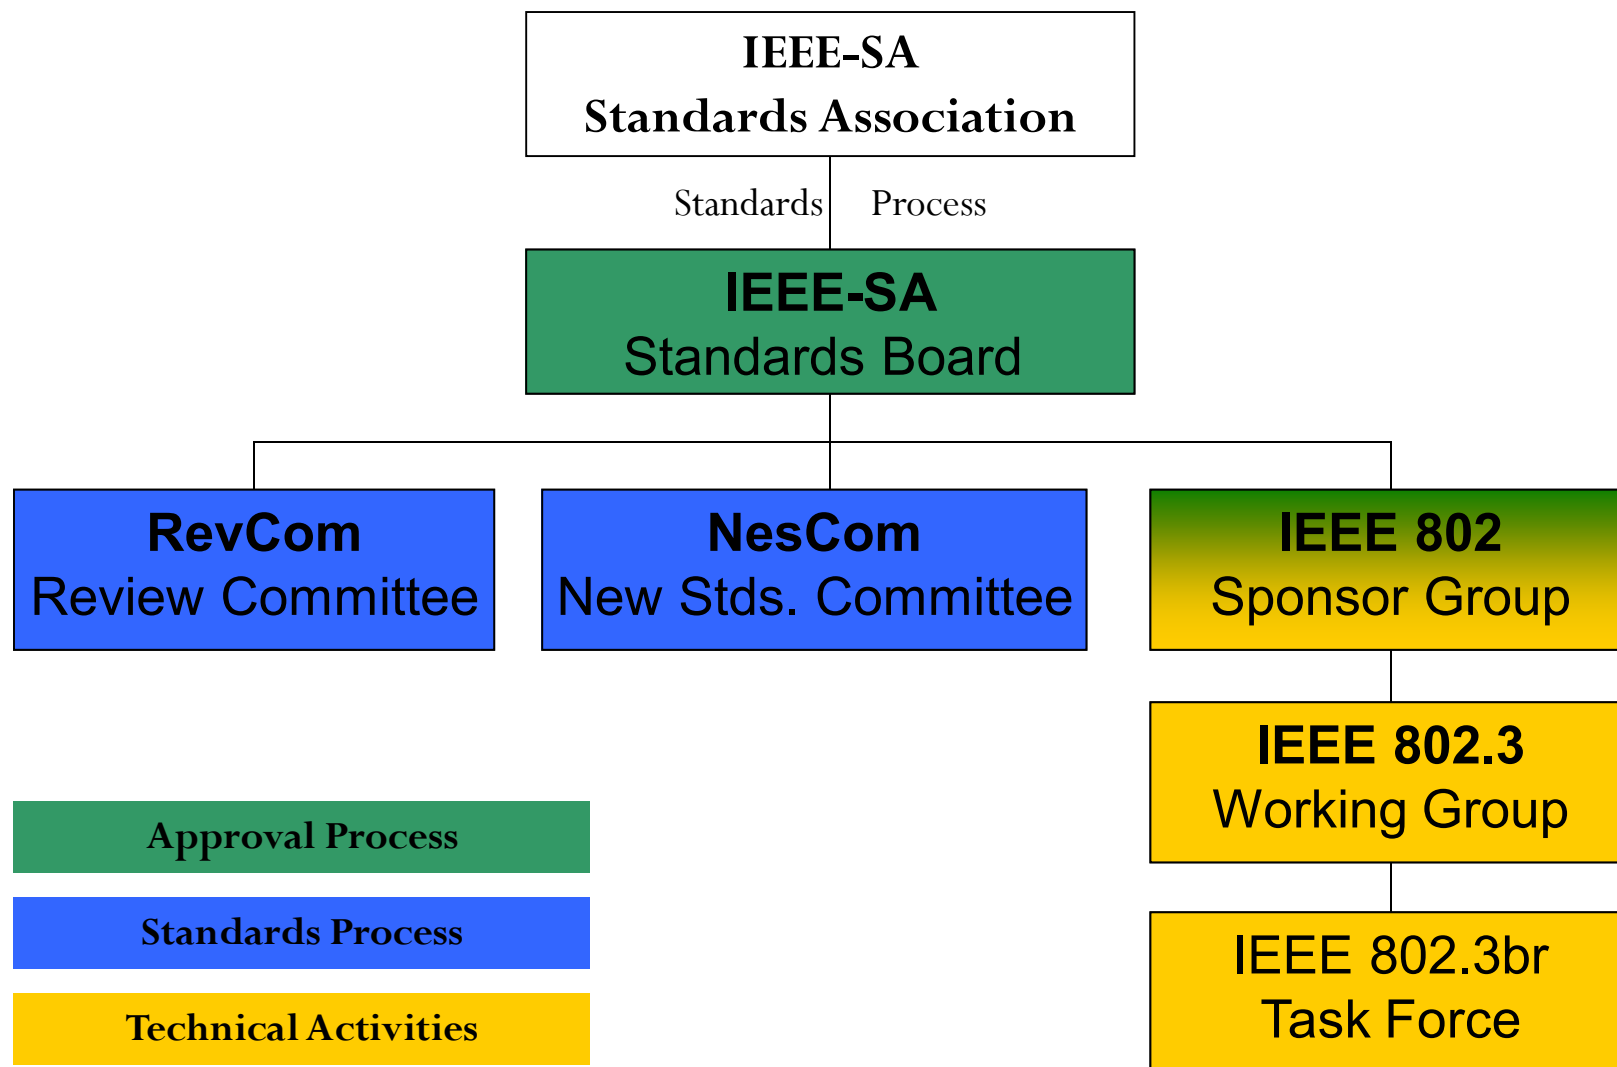 IEEE-SA
Standards Association
Standards Process
IEEE-SA
Standards Board
RevCom
Review Committee
NesCom
New Stds. Committee
IEEE 802
Sponsor Group
IEEE 802.3
Working Group
IEEE 802.3br
Task Force
Approval Process
Standards Process
Technical Activities